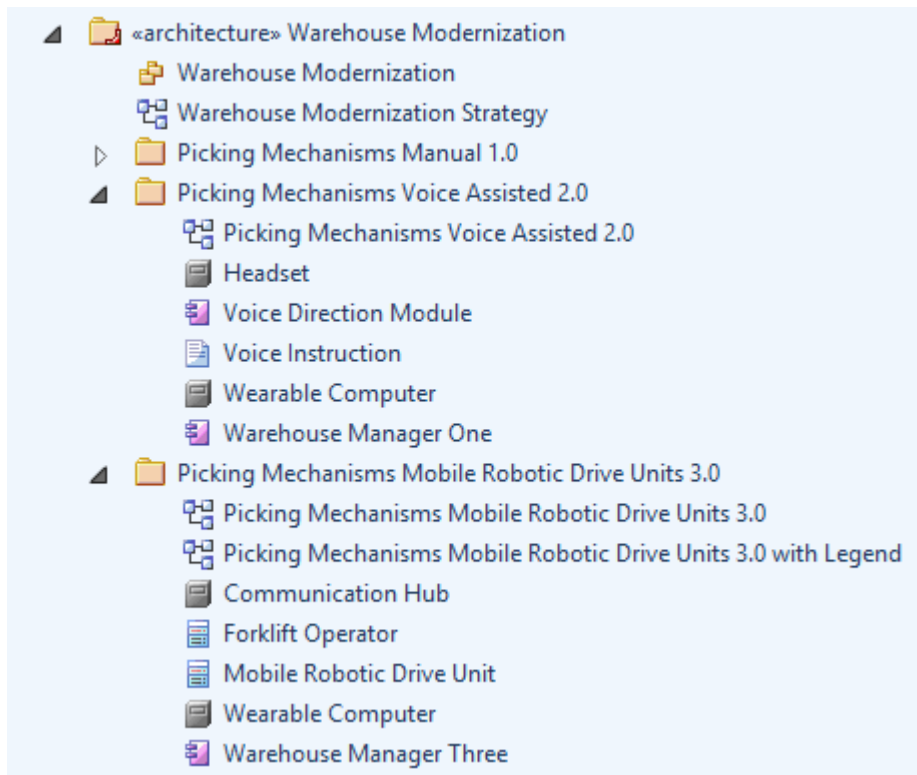 «architecture» Warehouse Modernization
Warehouse Modernization
Warehouse Modernization Strategy
Picking Mechanisms Manual 1.0
Picking Mechanisms Voice Assisted 2.0
Picking Mechanisms Voice Assisted 2.0
Headset
Voice Direction Module
Voice Instruction
Wearable Computer
Warehouse Manager One
Picking Mechanisms Mobile Robotic Drive Units 3.0
Picking Mechanisms Mobile Robotic Drive Units 3.0
Picking Mechanisms Mobile Robotic Drive Units 3.0 with Legend
Communication Hub
Forklift Operator
Mobile Robotic Drive Unit
Wearable Computer
Warehouse Manager Three